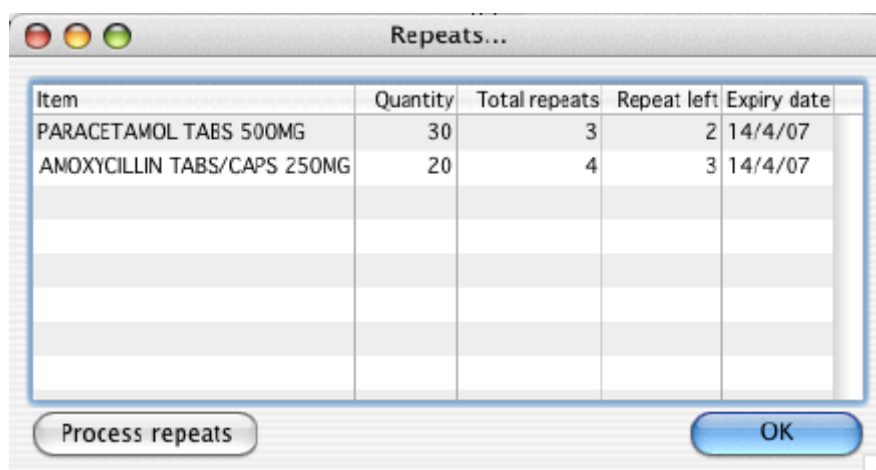 Repeats...
Item Quantity Total repeats Repeat left Expiry date
PARACETAMOL TABS 500MG 30 3 2 14/4/07
AMOXYCILLIN TABS/CAPS 250MG 20 4 3 14/4/07
Process repeats OK